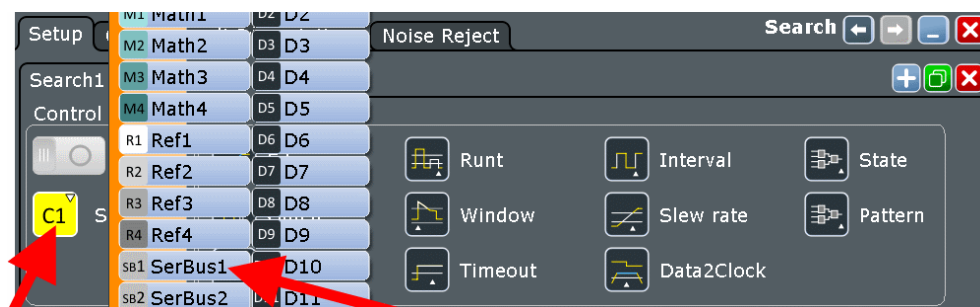 M1 Math1 D2 D2
Setup Noise Reject Search
M2 Math2 D3 D3
Search1 M3 Math3 D4 D4
Control M4 Math4 D5 D5
R1 Ref1 D6 D6 Runt Interval State
R2 Ref2 D7 D7
C1 S R3 Ref3 D8 D8 Window Slew rate Pattern
R4 Ref4 D9 D9
SB1 SerBus1 D10 Timeout Data2Clock
SB2 SerBus2 D11